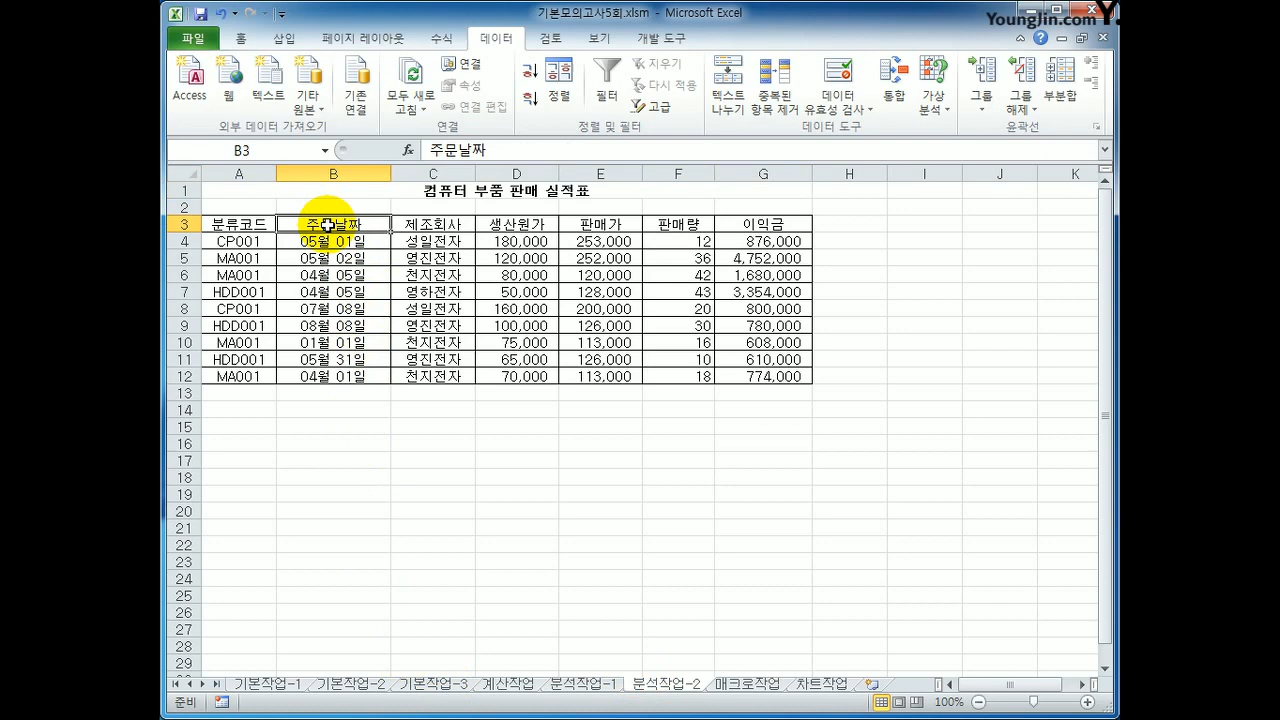 기본모의고사5회.xlsm - Microsoft Excel
YoungJin.com Y
파일 홈 삽입 페이지 레이아웃 수식 데이터 검토 보기 개발 도구
Access 웹 텍스트 기타 원본 기존 연결
외부 데이터 가져오기
모두 새로 고침 연결 속성 연결 편집
연결
정렬 필터 지우기 다시 적용 고급
정렬 및 필터
텍스트 나누기 중복된 항목 제거 데이터 유효성 검사 통합 가상 분석
데이터 도구
그룹 그룹 해제 부분합
윤곽선
B3 fx 주문날짜
A B C D E F G H I J K
1 컴퓨터 부품 판매 실적표
2
3 분류코드 주문날짜 제조회사 생산원가 판매가 판매량 이익금
4 CP001 05월 01일 성일전자 180,000 253,000 12 876,000
5 MA001 05월 02일 영진전자 120,000 252,000 36 4,752,000
6 MA001 04월 05일 천지전자 80,000 120,000 42 1,680,000
7 HDD001 04월 05일 영하전자 50,000 128,000 43 3,354,000
8 CP001 07월 08일 성일전자 160,000 200,000 20 800,000
9 HDD001 08월 08일 영진전자 100,000 126,000 30 780,000
10 MA001 01월 01일 천지전자 75,000 113,000 16 608,000
11 HDD001 05월 31일 영진전자 65,000 126,000 10 610,000
12 MA001 04월 01일 천지전자 70,000 113,000 18 774,000
13
14
15
16
17
18
19
20
21
22
23
24
25
26
27
28
29
기본작업-1 기본작업-2 기본작업-3 계산작업 분석작업-1 분석작업-2 매크로작업 차트작업
준비 100%